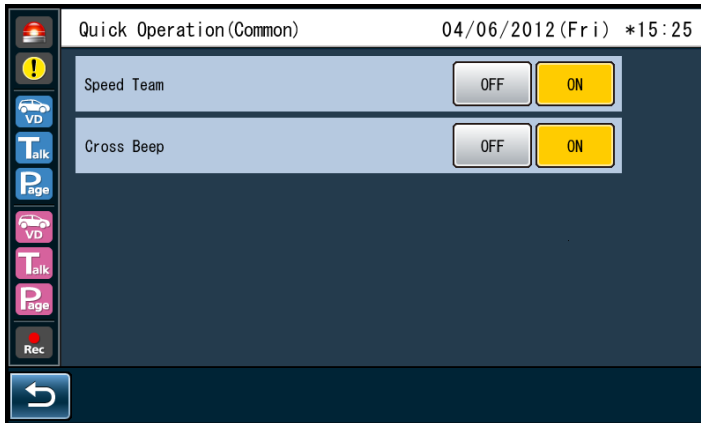 Quick Operation(Common) 04/06/2012(Fri) *15:25
Speed Team OFF ON
Cross Beep OFF ON
VD
Talk
Page
VD
Talk
Page
Rec